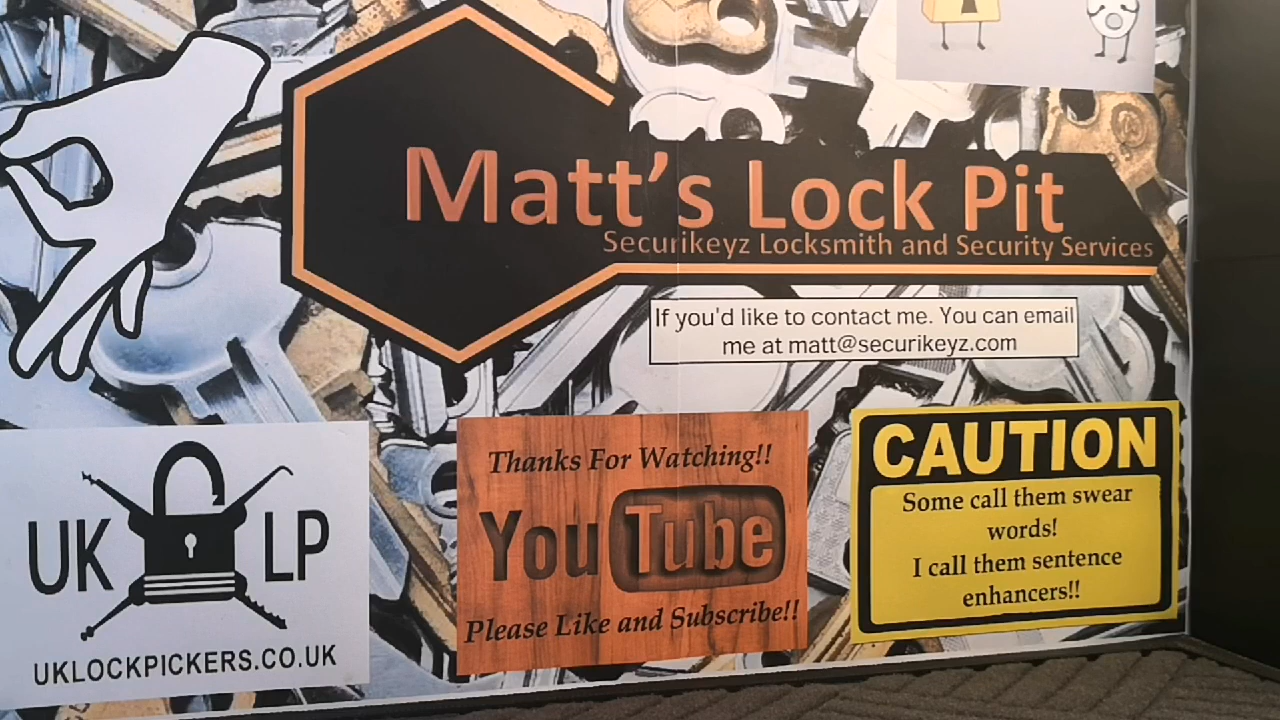 Matt's Lock Pit
Securikeyz Locksmith and Security Services
If you'd like to contact me. You can email
me at matt@securikeyz.com
UK LP
UKLOCKPICKERS.CO.UK
Thanks For Watching!!
YouTube
Please Like and Subscribe!!
CAUTION
Some call them swear
words!
I call them sentence
enhancers!!